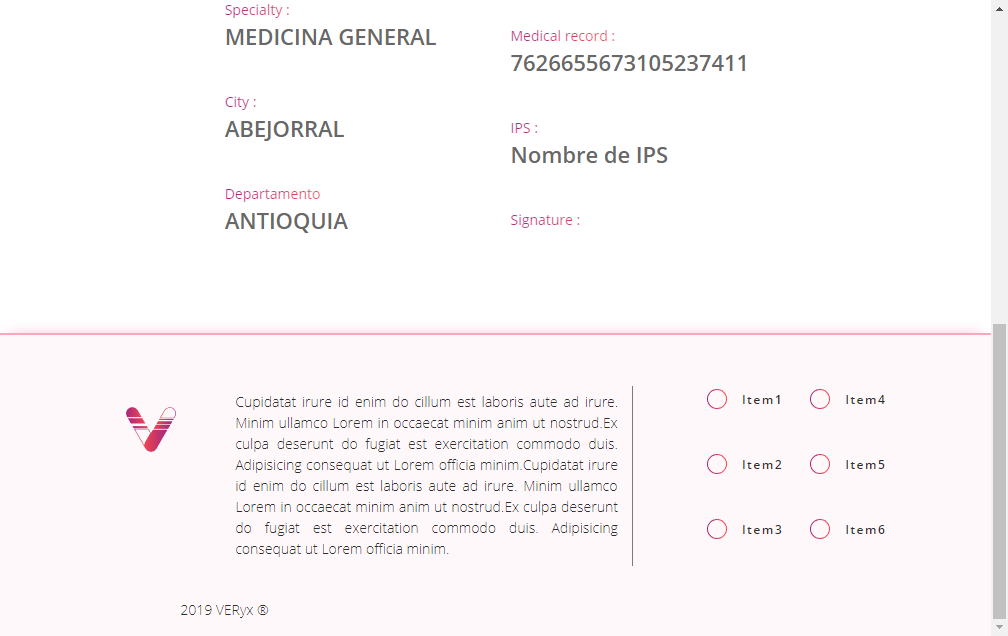 Specialty :
MEDICINA GENERAL
Medical record :
7626655673105237411
City :
ABEJORRAL
IPS :
Nombre de IPS
Departamento
ANTIOQUIA
Signature :
Cupidatat irure id enim do cillum est laboris aute ad irure.
Minim ullamco Lorem in occaecat minim anim ut nostrud.Ex
culpa deserunt do fugiat est exercitation commodo duis.
Adipisicing consequat ut Lorem officia minim.Cupidatat irure
id enim do cillum est laboris aute ad irure. Minim ullamco
Lorem in occaecat minim anim ut nostrud.Ex culpa deserunt
do fugiat est exercitation commodo duis. Adipisicing
consequat ut Lorem officia minim.
Item1
Item4
Item2
Item5
Item3
Item6
2019 VERyx ®